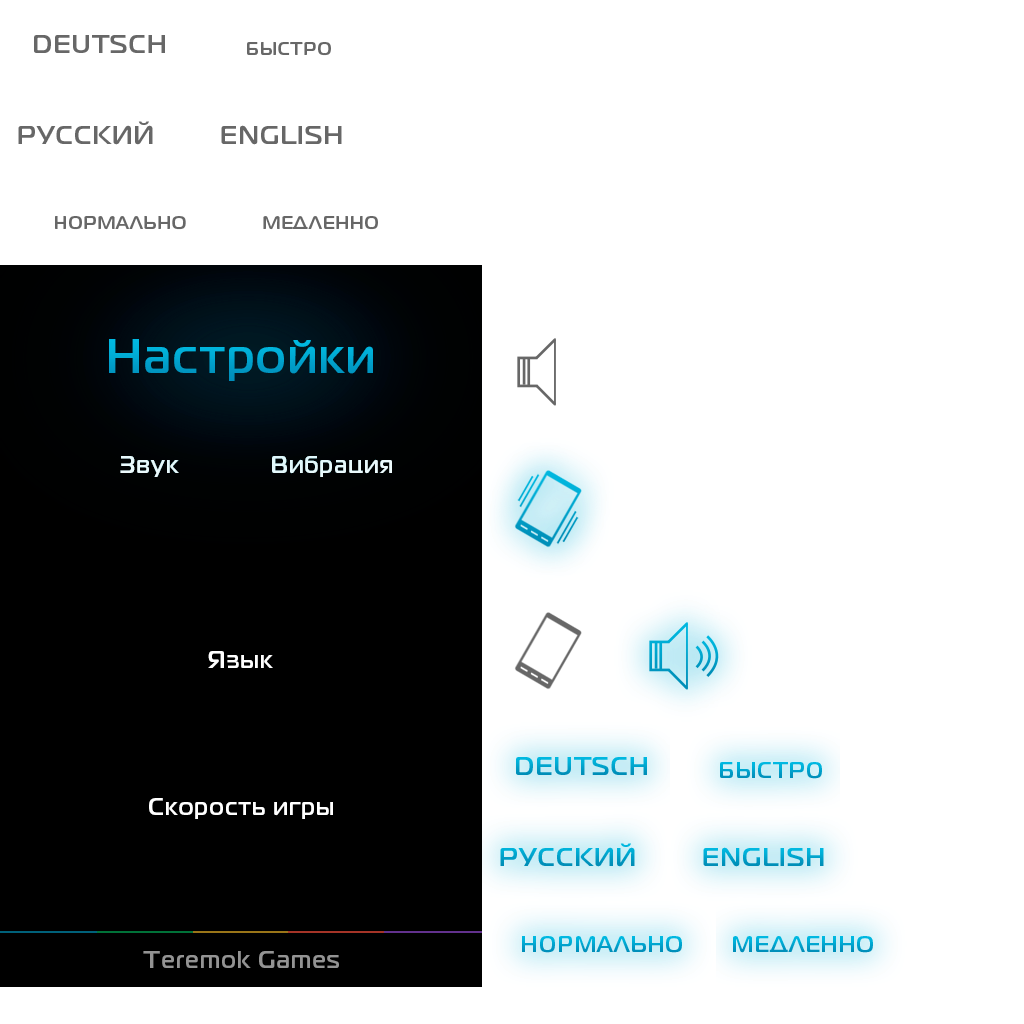 DEUTSCH БЫСТРО
РУССКИЙ ENGLISH
НОРМАЛЬНО МЕДЛЕННО
Настройки
Звук Вибрация
Язык
Скорость игры
Teremok Games
DEUTSCH БЫСТРО
РУССКИЙ ENGLISH
НОРМАЛЬНО МЕДЛЕННО